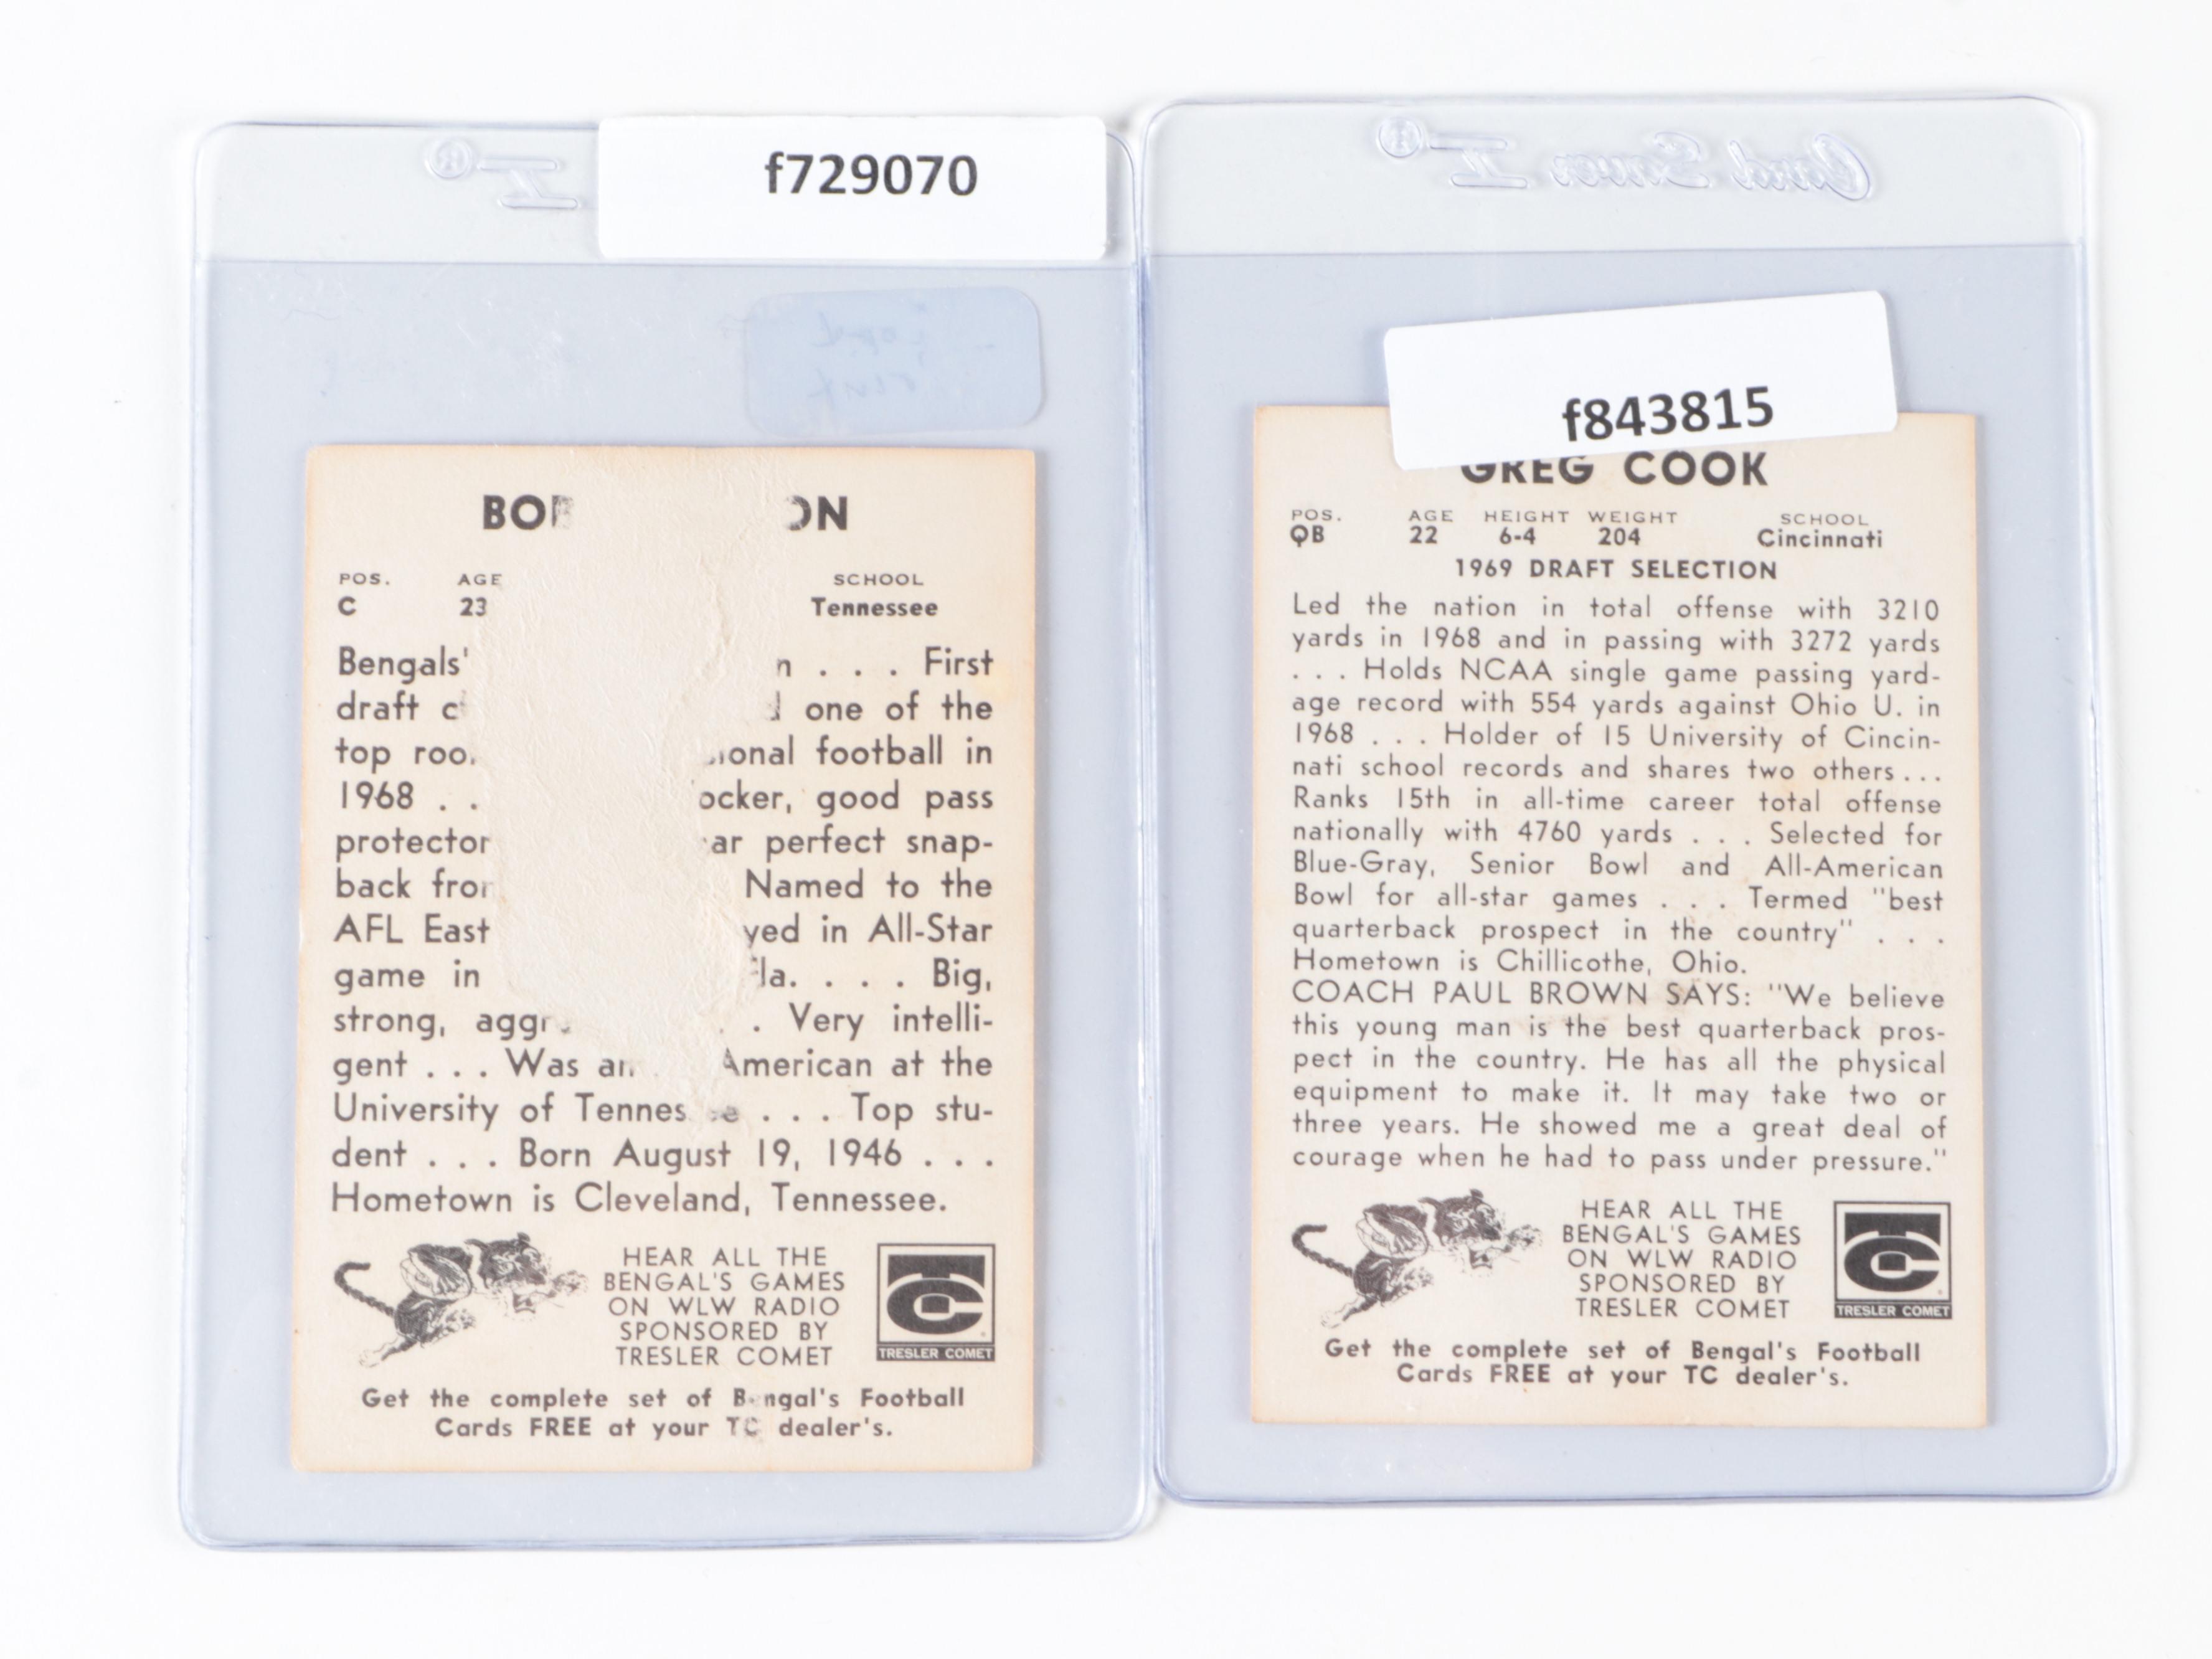 f729070
BO ON
POS. AGE SCHOOL
C 23 Tennessee
Bengals' . . . First
draft one of the
top football in
1968 . . good pass
protector perfect snap-
back Named to the
AFL East in All-Star
game in . . . . Big,
strong, . Very intelli-
gent . . . Was American at the
University of Tennes e . . . Top stu-
dent . . . Born August 19, 1946 . . .
Hometown is Cleveland, Tennessee.
HEAR ALL THE
BENGAL'S GAMES
ON WLW RADIO
SPONSORED BY
TRESLER COMET
TC
TRESLER COMET
Get the complete set of Bengal's Football
Cards FREE at your TC dealer's.
Card Saver II ®
f843815
GREG COOK
POS. AGE HEIGHT WEIGHT SCHOOL
QB 22 6-4 204 Cincinnati
1969 DRAFT SELECTION
Led the nation in total offense with 3210
yards in 1968 and in passing with 3272 yards
. . . Holds NCAA single game passing yard-
age record with 554 yards against Ohio U. in
1968 . . . Holder of 15 University of Cincin-
nati school records and shares two others...
Ranks 15th in all-time career total offense
nationally with 4760 yards . . . Selected for
Blue-Gray, Senior Bowl and All-American
Bowl for all-star games . . . Termed "best
quarterback prospect in the country" . . .
Hometown is Chillicothe, Ohio.
COACH PAUL BROWN SAYS: "We believe
this young man is the best quarterback pros-
pect in the country. He has all the physical
equipment to make it. It may take two or
three years. He showed me a great deal of
courage when he had to pass under pressure."
HEAR ALL THE
BENGAL'S GAMES
ON WLW RADIO
SPONSORED BY
TRESLER COMET
TC
TRESLER COMET
Get the complete set of Bengal's Football
Cards FREE at your TC dealer's.